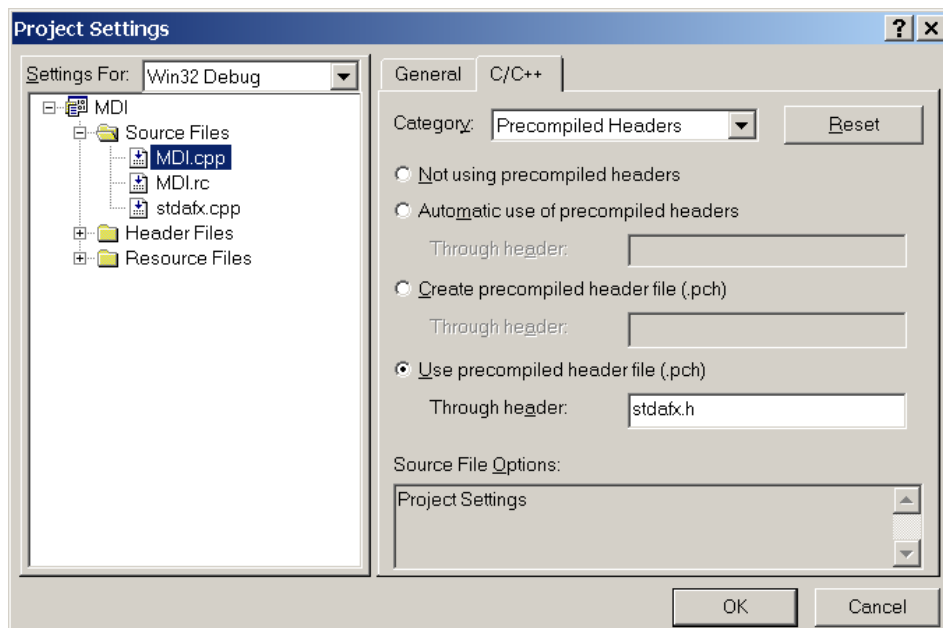 Project Settings
Settings For: Win32 Debug
MDI
Source Files
MDI.cpp
MDI.rc
stdafx.cpp
Header Files
Resource Files
General C/C++
Category: Precompiled Headers Reset
Not using precompiled headers
Automatic use of precompiled headers
Through header:
Create precompiled header file (.pch)
Through header:
Use precompiled header file (.pch)
Through header: stdafx.h
Source File Options:
Project Settings
OK Cancel